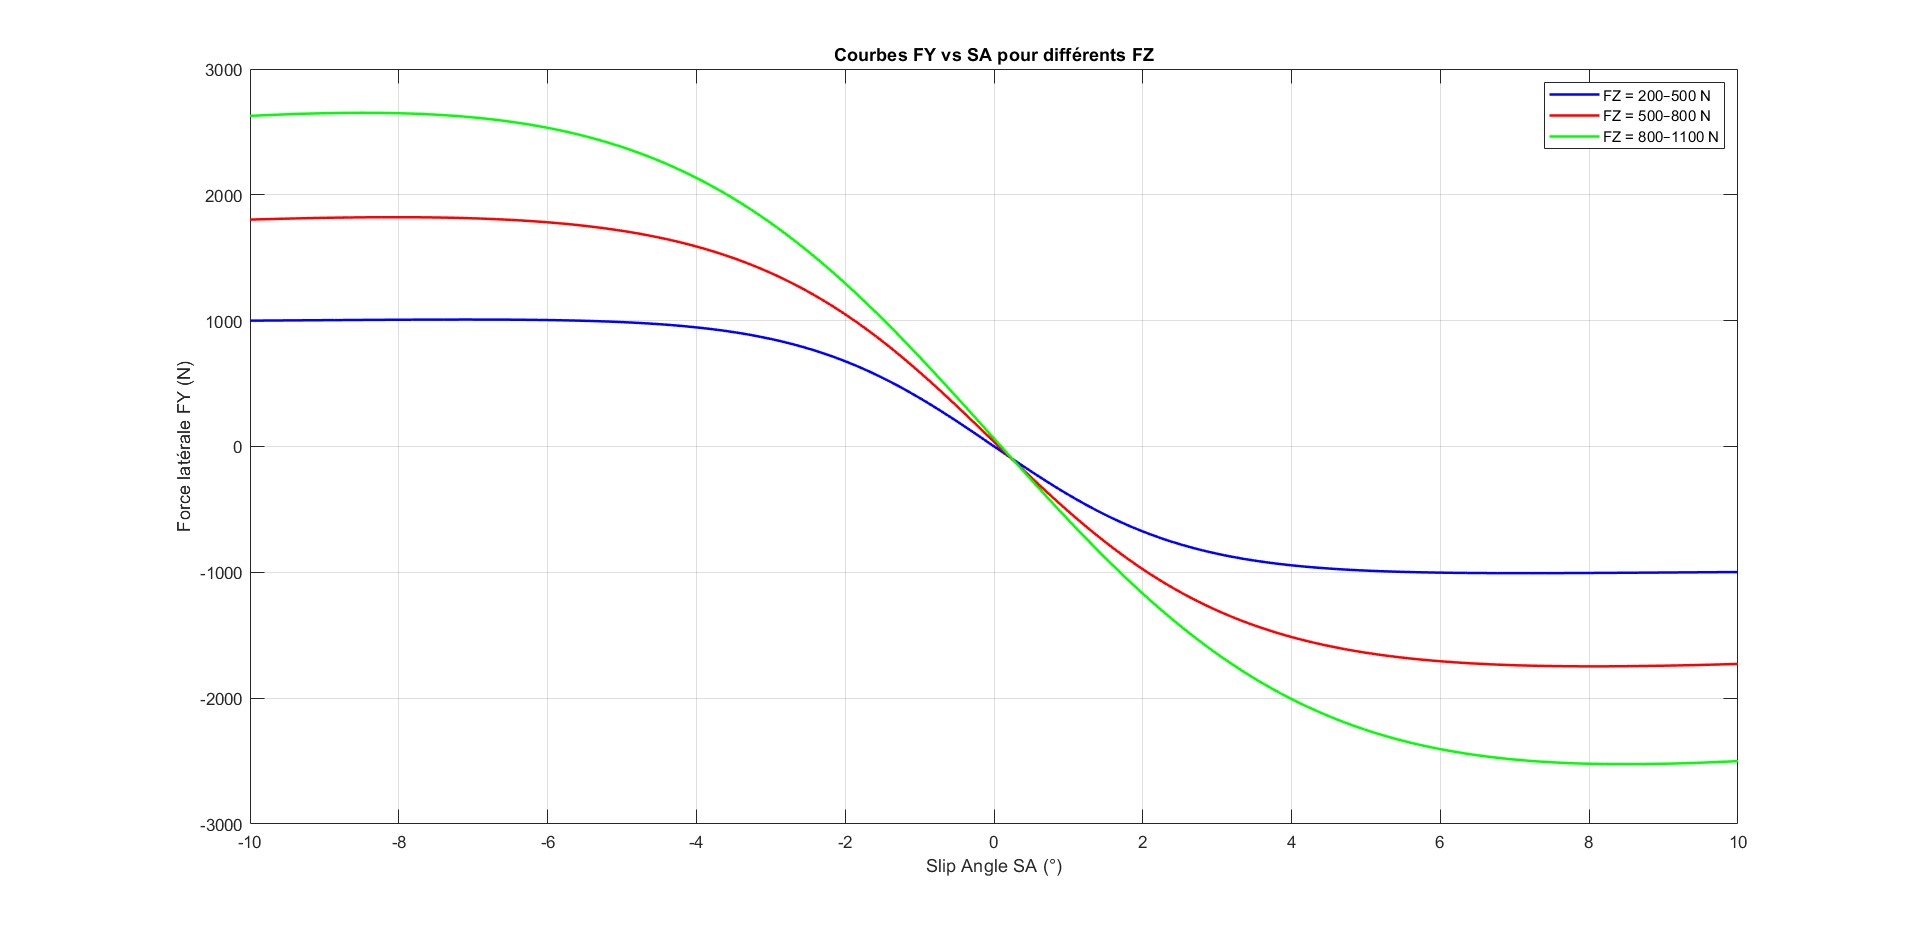 Courbes FY vs SA pour différents FZ
FZ = 200–500 N
FZ = 500–800 N
FZ = 800–1100 N
Force latérale FY (N)
3000
2000
1000
0
-1000
-2000
-3000
-10 -8 -6 -4 -2 0 2 4 6 8 10
Slip Angle SA (°)